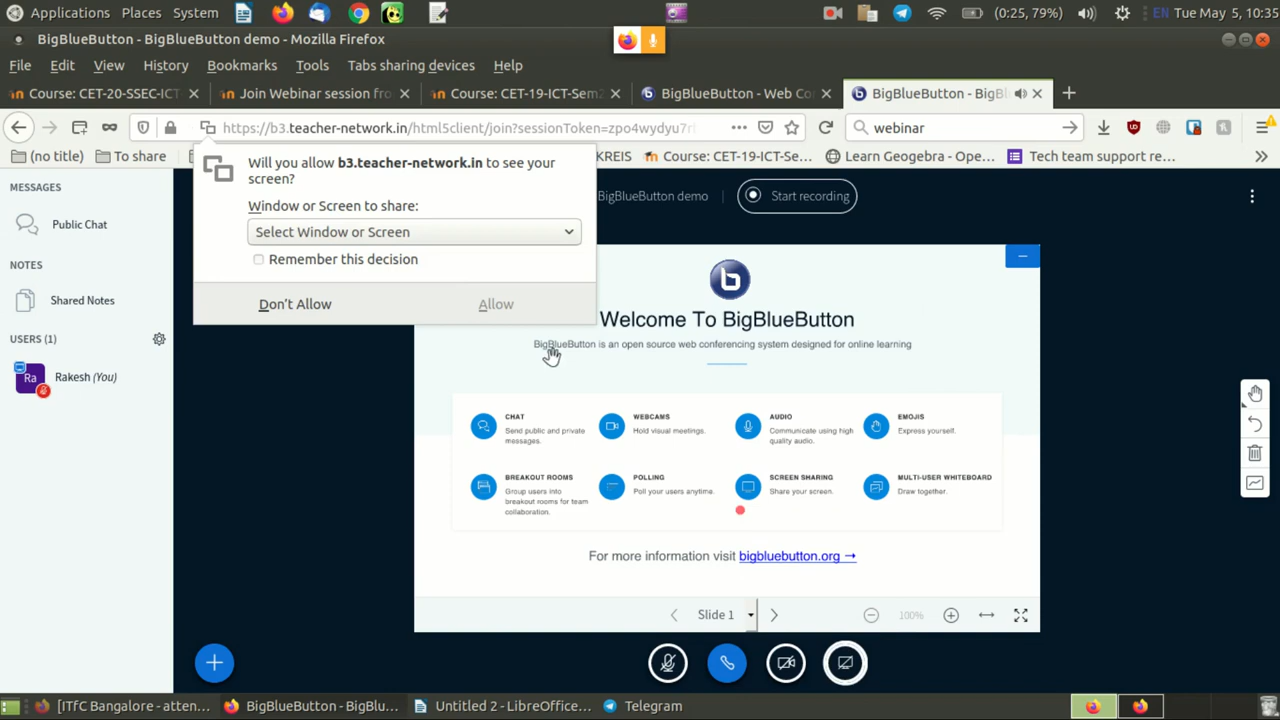 Applications Places System (0:25, 79%) EN Tue May 5, 10:35
BigBlueButton - BigBlueButton demo - Mozilla Firefox
File Edit View History Bookmarks Tools Tabs sharing devices Help
Course: CET-20-SSEC-ICT Join Webinar session fro Course: CET-19-ICT-Sem2 BigBlueButton - Web Co BigBlueButton - BigBl
https://b3.teacher-network.in/html5client/join?sessionToken=zpo4wydyu7r webinar
(no title) To share KREIS Course: CET-19-ICT-Se... Learn Geogebra - Ope... Tech team support re...
Will you allow b3.teacher-network.in to see your
screen?
Window or Screen to share:
Select Window or Screen
Remember this decision
Don't Allow Allow
MESSAGES
Public Chat
NOTES
Shared Notes
USERS (1)
Ra Rakesh (You)
BigBlueButton demo Start recording
b
Welcome To BigBlueButton
BigBlueButton is an open source web conferencing system designed for online learning
CHAT
Send public and private
messages.
WEBCAMS
Hold visual meetings.
AUDIO
Communicate using high
quality audio.
EMOJIS
Express yourself.
BREAKOUT ROOMS
Group users into
breakout rooms for team
collaboration.
POLLING
Poll your users anytime.
SCREEN SHARING
Share your screen.
MULTI-USER WHITEBOARD
Draw together.
For more information visit bigbluebutton.org →
Slide 1 100%
[ITfC Bangalore - atten... BigBlueButton - BigBlu... Untitled 2 - LibreOffice... Telegram